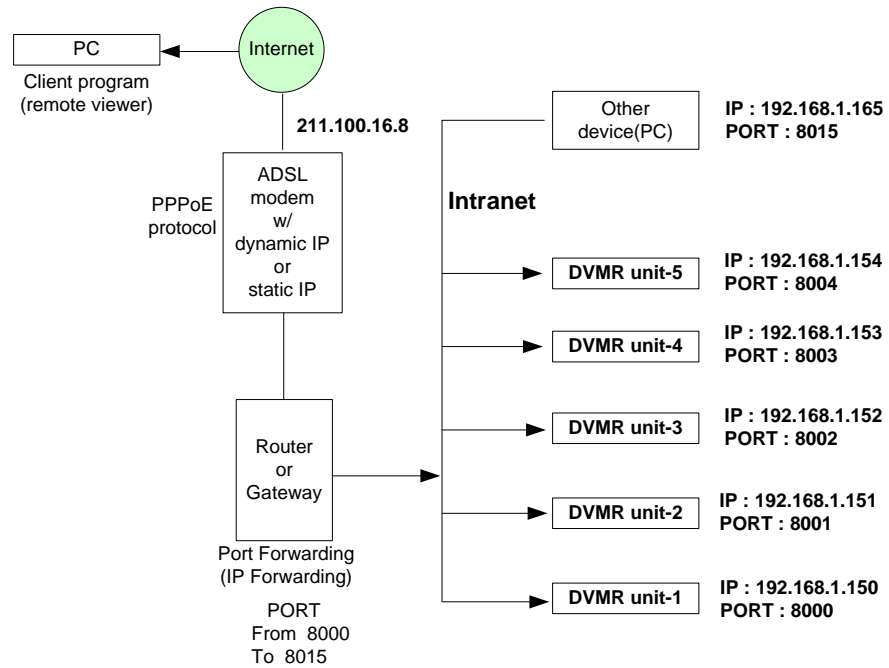 PC
Client program
(remote viewer)
Internet
211.100.16.8
PPPoE
protocol
ADSL
modem
w/
dynamic IP
or
static IP
Router
or
Gateway
Port Forwarding
(IP Forwarding)
PORT
From 8000
To 8015
Intranet
Other
device(PC)
IP : 192.168.1.165
PORT : 8015
DVMR unit-5
IP : 192.168.1.154
PORT : 8004
DVMR unit-4
IP : 192.168.1.153
PORT : 8003
DVMR unit-3
IP : 192.168.1.152
PORT : 8002
DVMR unit-2
IP : 192.168.1.151
PORT : 8001
DVMR unit-1
IP : 192.168.1.150
PORT : 8000